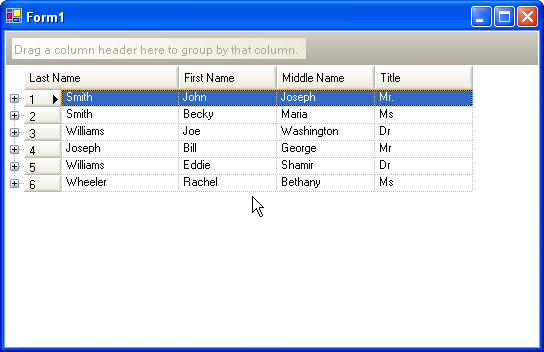 Form1
Drag a column header here to group by that column.
Last Name First Name Middle Name Title
1 Smith John Joseph Mr.
2 Smith Becky Maria Ms
3 Williams Joe Washington Dr
4 Joseph Bill George Mr
5 Williams Eddie Shamir Dr
6 Wheeler Rachel Bethany Ms